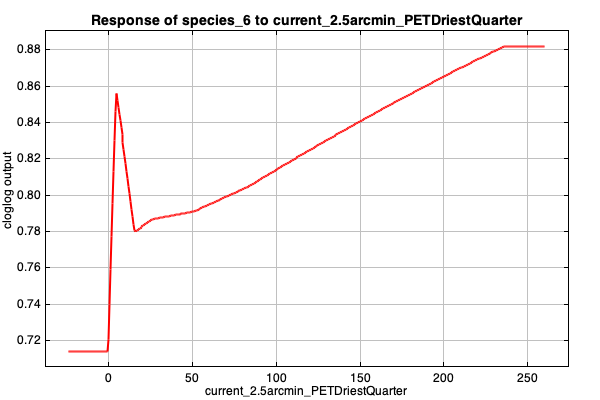 Response of species_6 to current_2.5arcmin_PETDriestQuarter
0.88
0.86
0.84
0.82
0.80
0.78
0.76
0.74
0.72
cloglog output
0 50 100 150 200 250
current_2.5arcmin_PETDriestQuarter